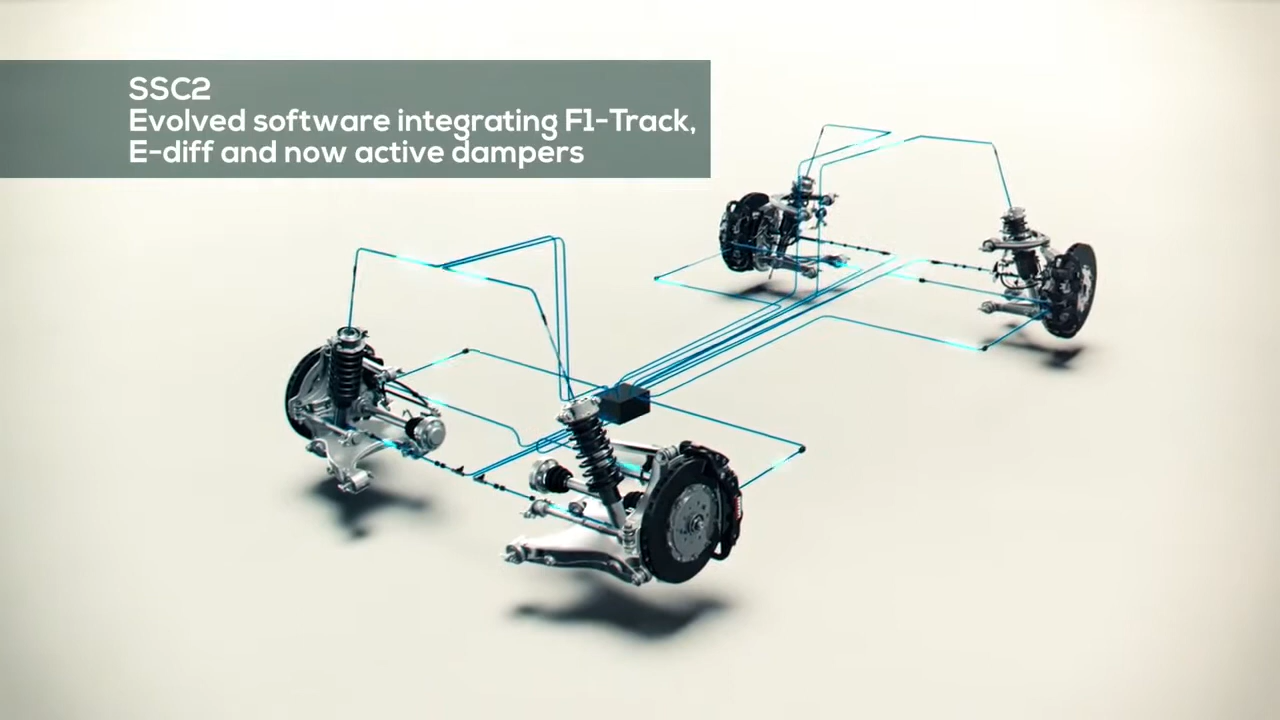 SSC2
Evolved software integrating F1-Track,
E-diff and now active dampers